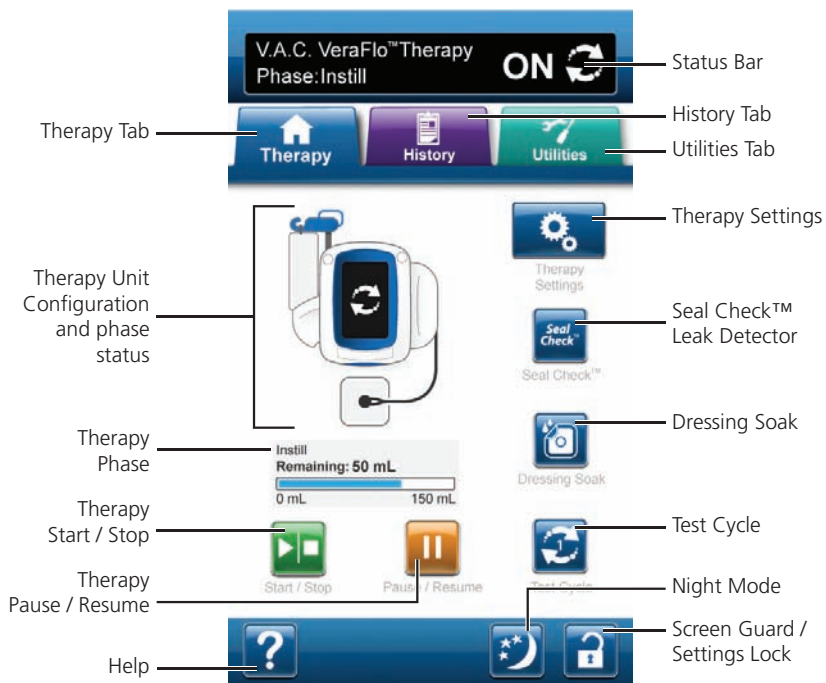 V.A.C. VeraFlo™Therapy
Phase:Instill
ON
Status Bar
Therapy Tab
History Tab
Utilities Tab
Therapy
History
Utilities
Therapy Settings
Therapy
Settings
Therapy Unit
Configuration
and phase
status
Seal
Check™
Seal Check™
Seal Check™
Leak Detector
Dressing Soak
Dressing Soak
Therapy
Phase
Instill
Remaining: 50 mL
0 mL
150 mL
Therapy
Start / Stop
Start / Stop
Therapy
Pause / Resume
Pause / Resume
1
Test Cycle
Test Cycle
Night Mode
Screen Guard /
Settings Lock
?
Help